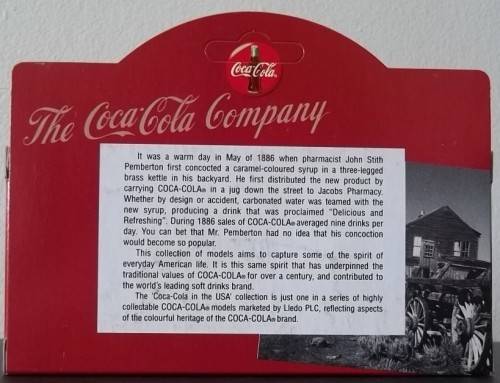 Coca-Cola
The Coca-Cola Company
It was a warm day in May of 1886 when pharmacist John Stith
Pemberton first concocted a caramel-coloured syrup in a three-legged
brass kettle in his backyard. He first distributed the new product by
carrying COCA-COLA® in a jug down the street to Jacobs Pharmacy.
Whether by design or accident, carbonated water was teamed with the
new syrup, producing a drink that was proclaimed "Delicious and
Refreshing". During 1886 sales of COCA-COLA® averaged nine drinks per
day. You can bet that Mr. Pemberton had no idea that his concoction
would become so popular.
This collection of models aims to capture some of the spirit of
everyday American life. It is this same spirit that has underpinned the
traditional values of COCA-COLA® for over a century, and contributed to
the world's leading soft drinks brand.
The 'Coca-Cola in the USA' collection is just one in a series of highly
collectable COCA-COLA® models marketed by Lledo PLC, reflecting aspects
of the colourful heritage of the COCA-COLA® brand.